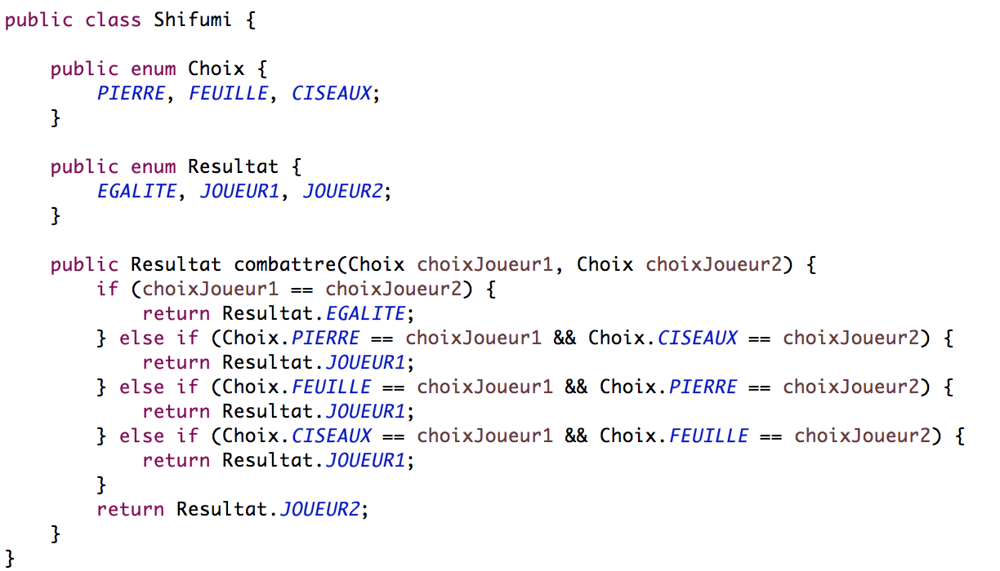 public class Shifumi {
    public enum Choix {
        PIERRE, FEUILLE, CISEAUX;
    }
    public enum Resultat {
        EGALITE, JOUEUR1, JOUEUR2;
    }
    public Resultat combattre(Choix choixJoueur1, Choix choixJoueur2) {
        if (choixJoueur1 == choixJoueur2) {
            return Resultat.EGALITE;
        } else if (Choix.PIERRE == choixJoueur1 && Choix.CISEAUX == choixJoueur2) {
            return Resultat.JOUEUR1;
        } else if (Choix.FEUILLE == choixJoueur1 && Choix.PIERRE == choixJoueur2) {
            return Resultat.JOUEUR1;
        } else if (Choix.CISEAUX == choixJoueur1 && Choix.FEUILLE == choixJoueur2) {
            return Resultat.JOUEUR1;
        }
        return Resultat.JOUEUR2;
    }
}